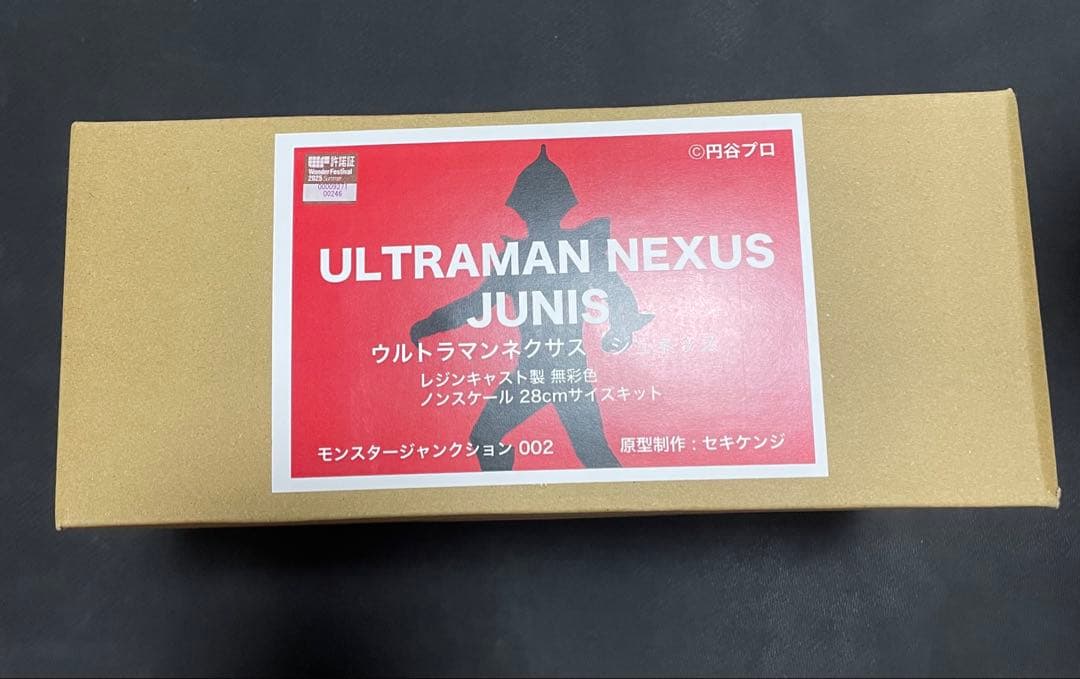 許諾証
Wonder Festival
2025 Summer
00246
©円谷プロ
ULTRAMAN NEXUS
JUNIS
ウルトラマンネクサス
レジンキャスト製 無彩色
ノンスケール 28cmサイズキット
モンスタージャンクション 002
原型制作：セキケンジ